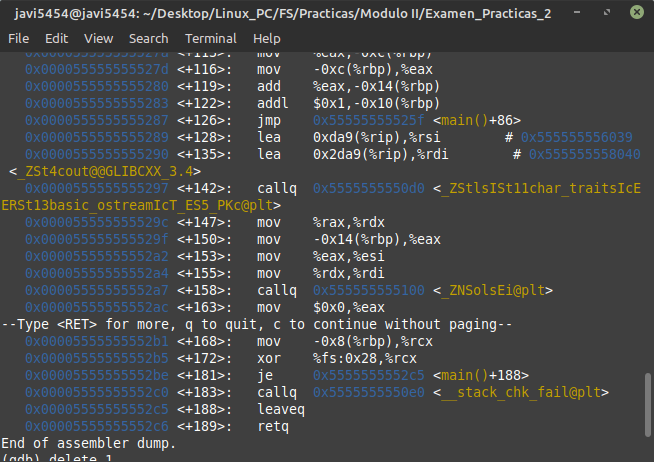 javi5454@javi5454: ~/Desktop/Linux_PC/FS/Practicas/Modulo II/Examen_Practicas_2
File Edit View Search Terminal Help
0x000055555555527a <+113>: mov %eax,-0xc(%rbp)
0x000055555555527d <+116>: mov -0xc(%rbp),%eax
0x0000555555555280 <+119>: add %eax,-0x14(%rbp)
0x0000555555555283 <+122>: addl $0x1,-0x10(%rbp)
0x0000555555555287 <+126>: jmp 0x55555555525f <main()+86>
0x0000555555555289 <+128>: lea 0xda9(%rip),%rsi # 0x555555556039
0x0000555555555290 <+135>: lea 0x2da9(%rip),%rdi # 0x555555558040
<_ZSt4cout@@GLIBCXX_3.4>
0x0000555555555297 <+142>: callq 0x5555555550d0 <_ZStlsISt11char_traitsIcE
ERSt13basic_ostreamIcT_ES5_PKc@plt>
0x000055555555529c <+147>: mov %rax,%rdx
0x000055555555529f <+150>: mov -0x14(%rbp),%eax
0x00005555555552a2 <+153>: mov %eax,%esi
0x00005555555552a4 <+155>: mov %rdx,%rdi
0x00005555555552a7 <+158>: callq 0x555555555100 <_ZNSolsEi@plt>
0x00005555555552ac <+163>: mov $0x0,%eax
--Type <RET> for more, q to quit, c to continue without paging--
0x00005555555552b1 <+168>: mov -0x8(%rbp),%rcx
0x00005555555552b5 <+172>: xor %fs:0x28,%rcx
0x00005555555552be <+181>: je 0x5555555552c5 <main()+188>
0x00005555555552c0 <+183>: callq 0x5555555550e0 <__stack_chk_fail@plt>
0x00005555555552c5 <+188>: leaveq
0x00005555555552c6 <+189>: retq
End of assembler dump.
(gdb) delete 1